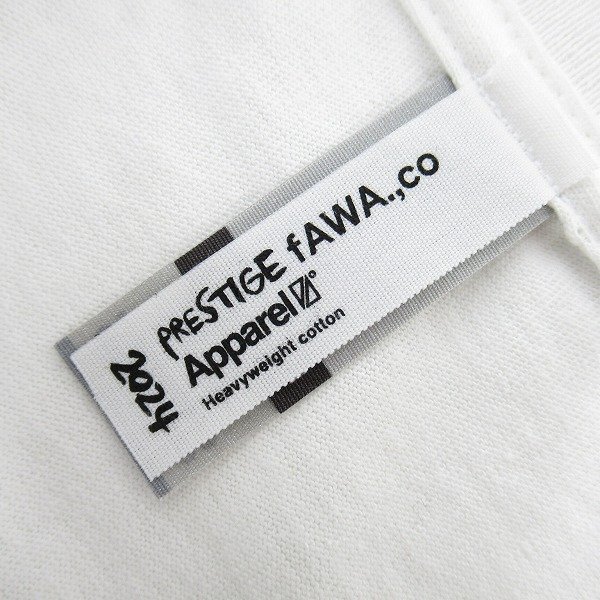 2024
PRESTIGE fAWA.,co
Apparel
Heavyweight cotton